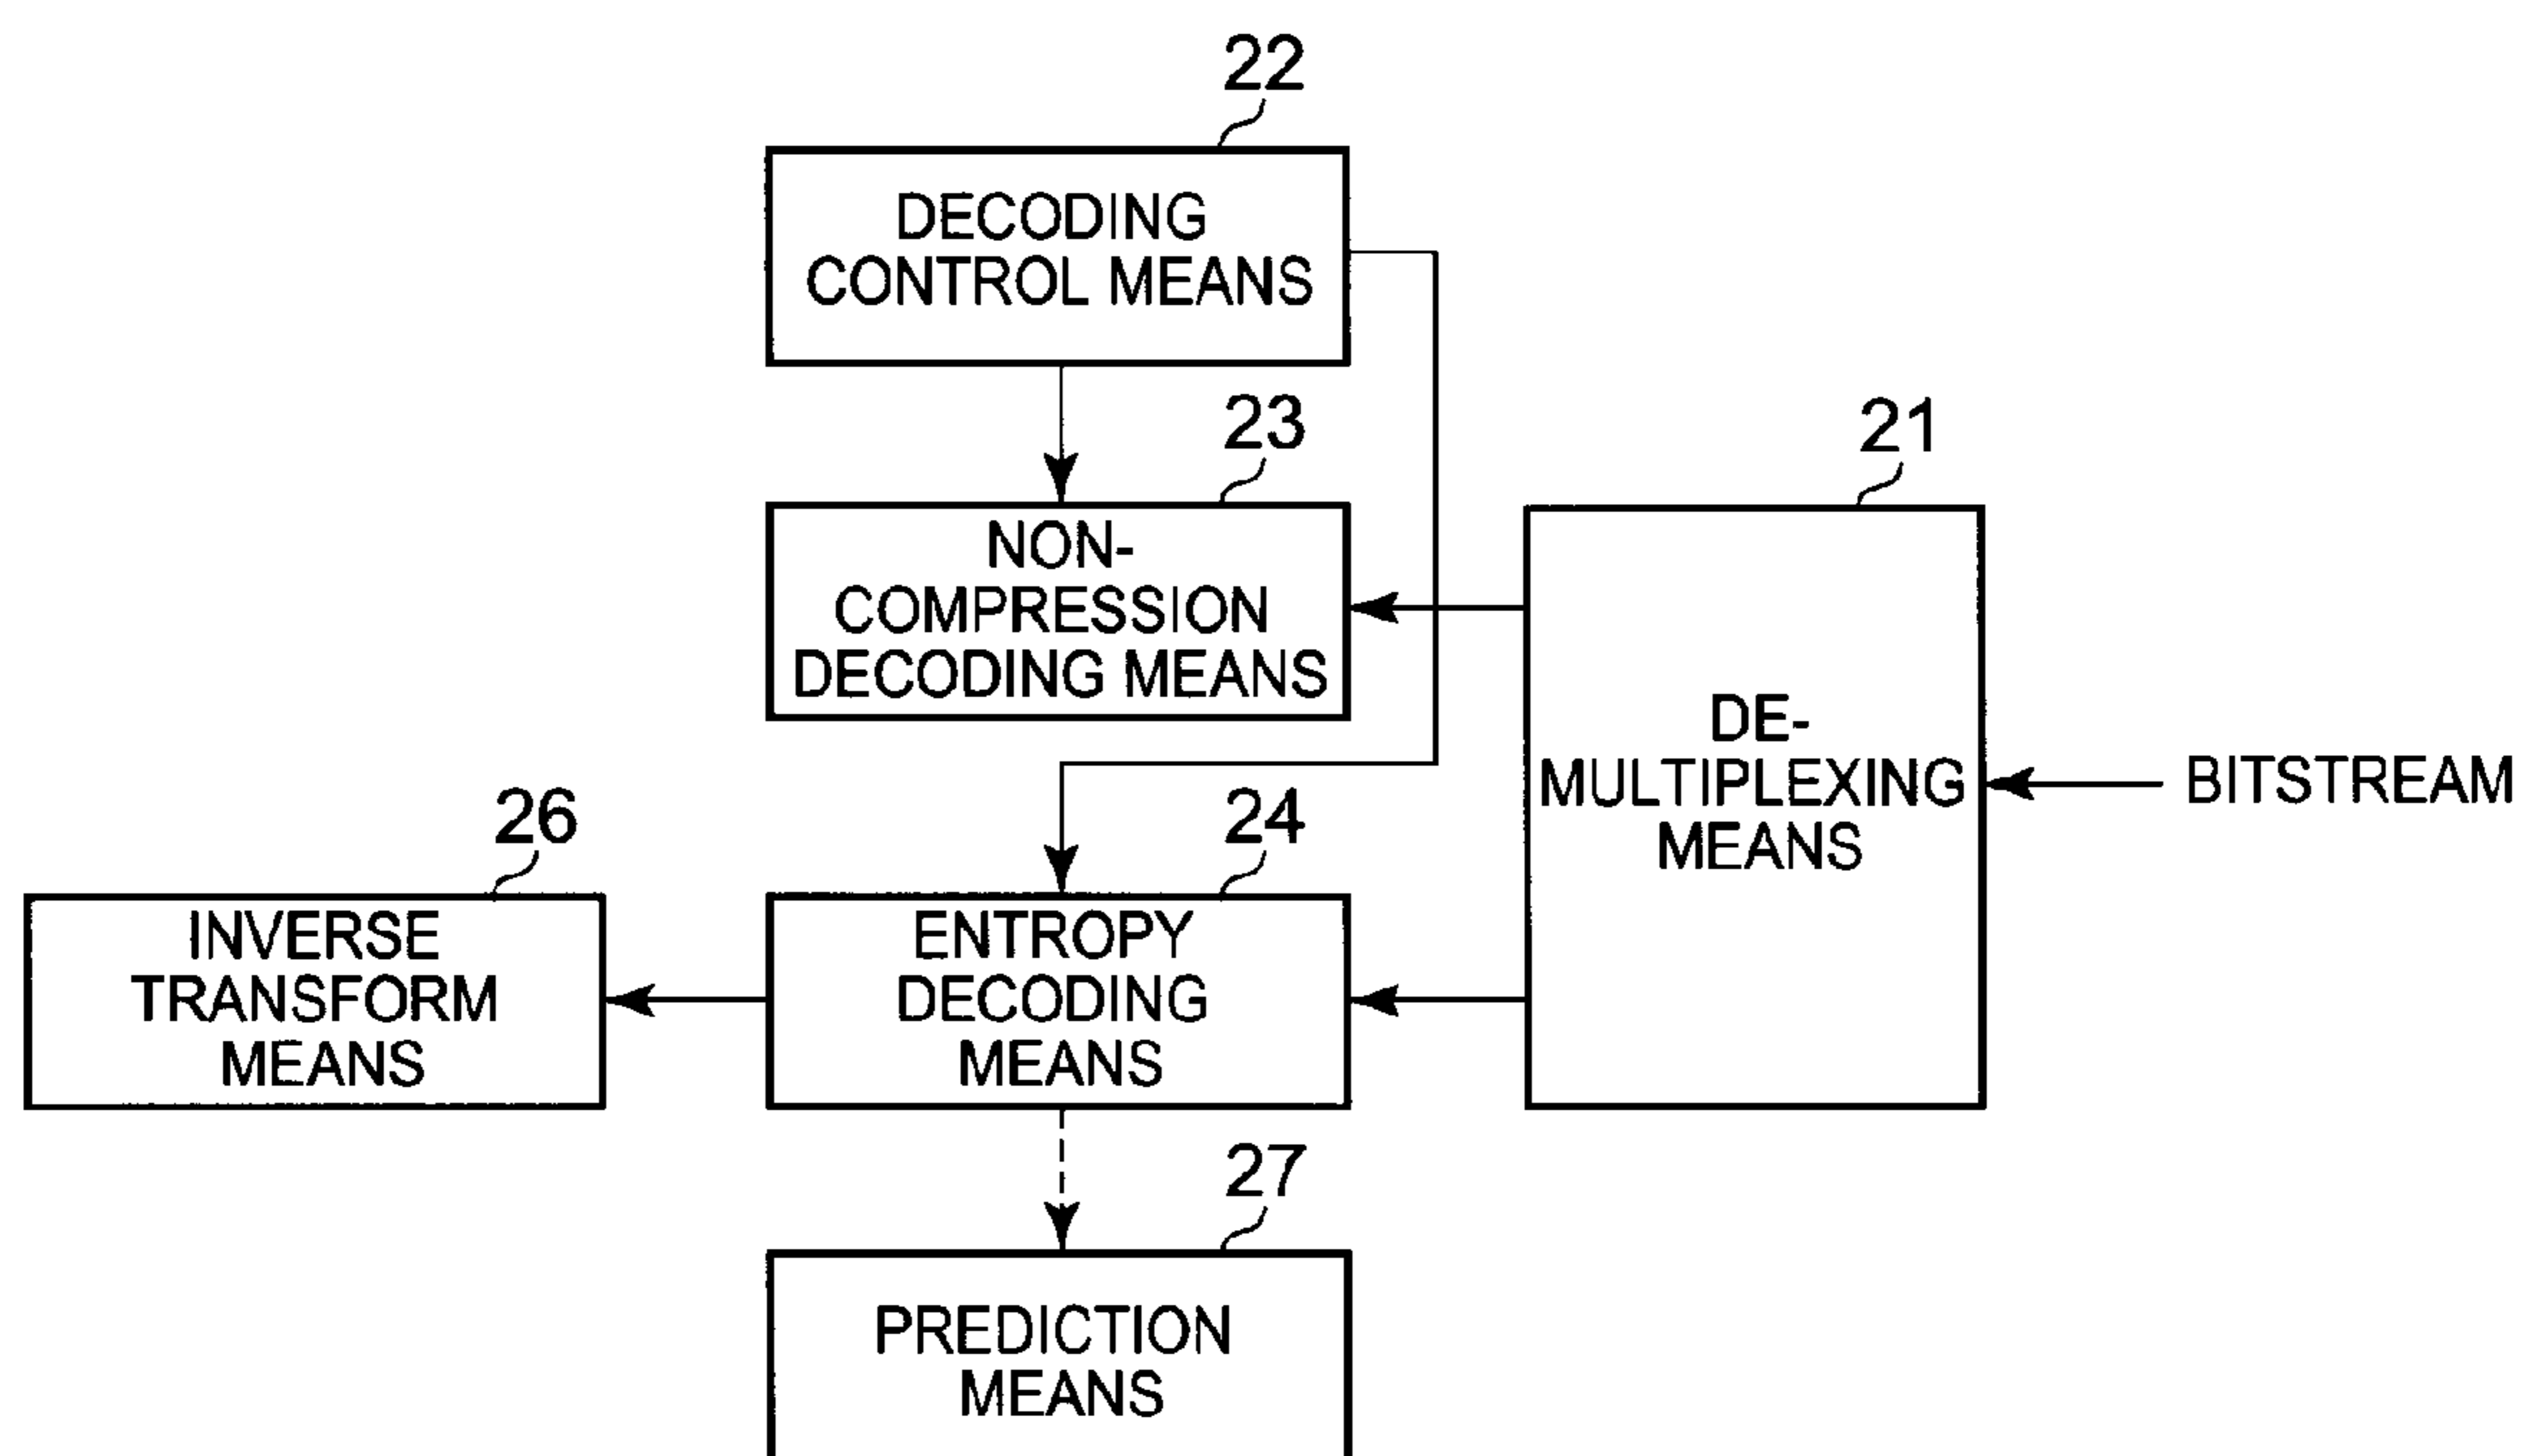 22
DECODING
CONTROL MEANS
23
NON-
COMPRESSION
DECODING MEANS
21
DE-
MULTIPLEXING
MEANS
BITSTREAM
26
INVERSE
TRANSFORM
MEANS
24
ENTROPY
DECODING
MEANS
27
PREDICTION
MEANS